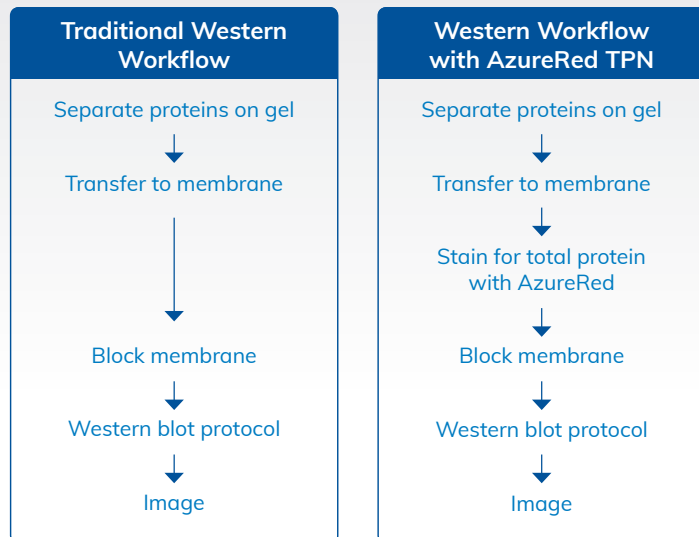 Traditional Western
Workflow
Separate proteins on gel
Transfer to membrane
Block membrane
Western blot protocol
Image
Western Workflow
with AzureRed TPN
Separate proteins on gel
Transfer to membrane
Stain for total protein
with AzureRed
Block membrane
Western blot protocol
Image